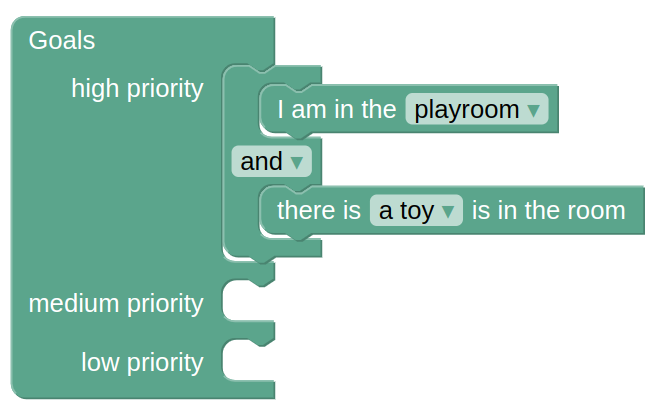 Goals
high priority
I am in the playroom ▼
and ▼
there is a toy ▼ is in the room
medium priority
low priority